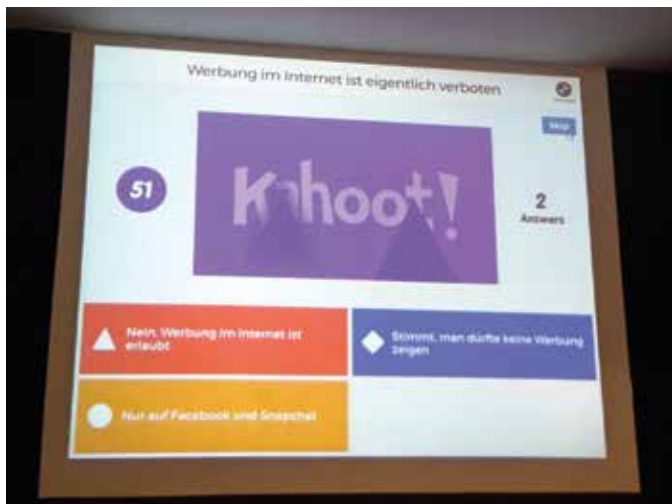 Werbung im Internet ist eigentlich verboten
Skip
51
Kahoot!
2
Answers
Nein, Werbung im Internet ist
erlaubt
Stimmt, man dürfte keine Werbung
zeigen
Nur auf Facebook und Snapchat